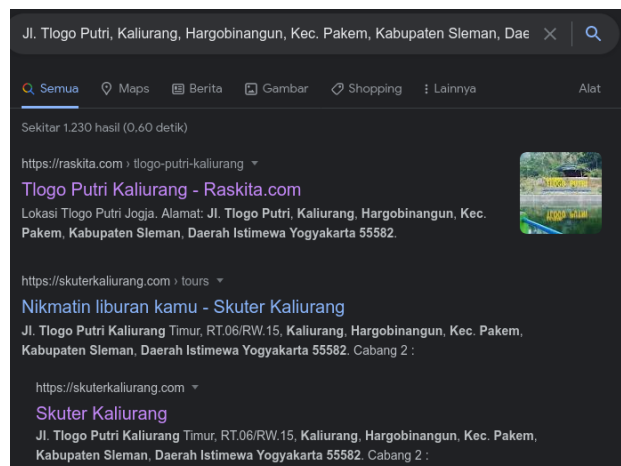 Jl. Tlogo Putri, Kaliurang, Hargobinangun, Kec. Pakem, Kabupaten Sleman, Dae
Semua Maps Berita Gambar Shopping Lainnya Alat
Sekitar 1.230 hasil (0,60 detik)
https://raskita.com › tlogo-putri-kaliurang
Tlogo Putri Kaliurang - Raskita.com
Lokasi Tlogo Putri Jogja. Alamat: Jl. Tlogo Putri, Kaliurang, Hargobinangun, Kec.
Pakem, Kabupaten Sleman, Daerah Istimewa Yogyakarta 55582.
https://skuterkaliurang.com › tours
Nikmatin liburan kamu - Skuter Kaliurang
Jl. Tlogo Putri Kaliurang Timur, RT.06/RW.15, Kaliurang, Hargobinangun, Kec. Pakem,
Kabupaten Sleman, Daerah Istimewa Yogyakarta 55582. Cabang 2 :
https://skuterkaliurang.com
Skuter Kaliurang
Jl. Tlogo Putri Kaliurang Timur, RT.06/RW.15, Kaliurang, Hargobinangun, Kec. Pakem,
Kabupaten Sleman, Daerah Istimewa Yogyakarta 55582. Cabang 2 :